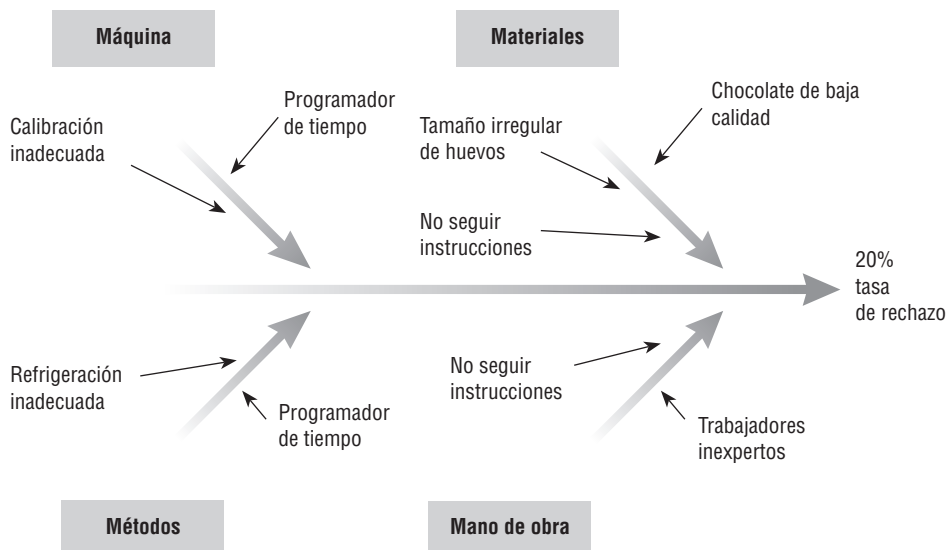 Máquina
Materiales
Programador
de tiempo
Calibración
inadecuada
Chocolate de baja
calidad
Tamaño irregular
de huevos
No seguir
instrucciones
20%
tasa
de rechazo
Refrigeración
inadecuada
Programador
de tiempo
No seguir
instrucciones
Trabajadores
inexpertos
Métodos
Mano de obra